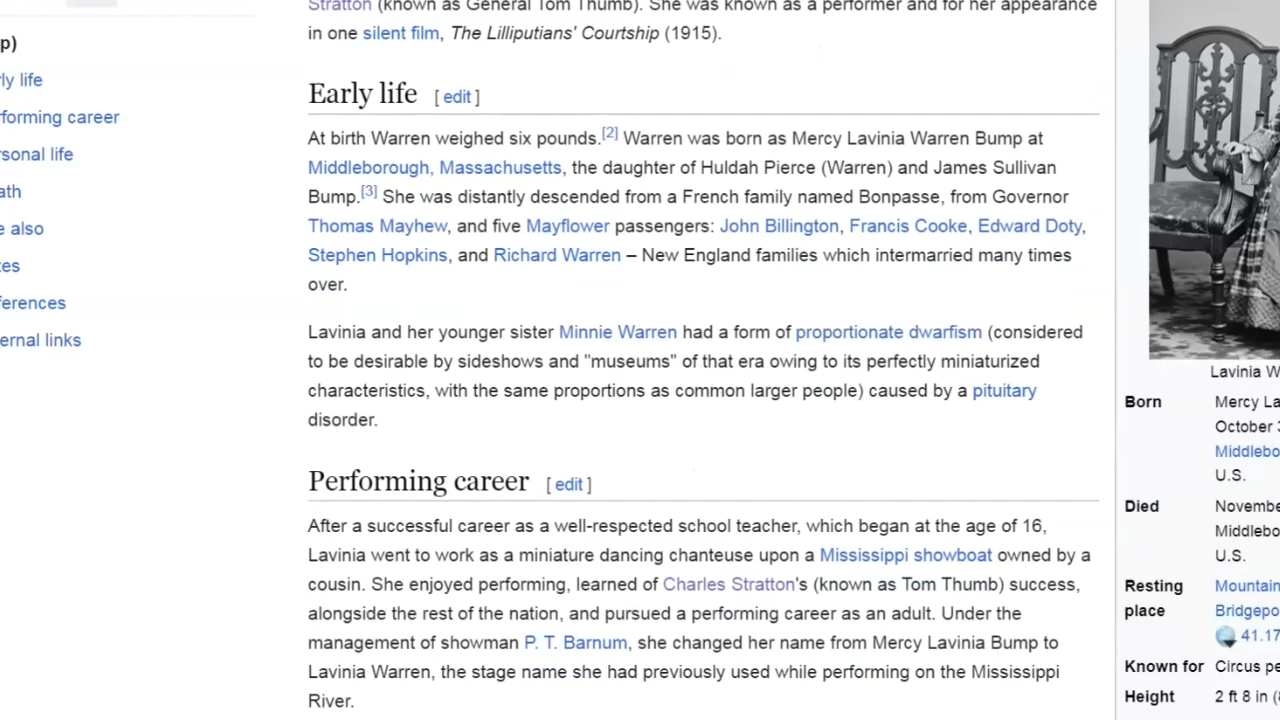 Stratton (known as General Tom Thumb). She was known as a performer and for her appearance
in one silent film, The Lilliputians' Courtship (1915).
p)
rly life
forming career
rsonal life
ath
e also
tes
ferences
ernal links
Early life [ edit ]
At birth Warren weighed six pounds.[2] Warren was born as Mercy Lavinia Warren Bump at
Middleborough, Massachusetts, the daughter of Huldah Pierce (Warren) and James Sullivan
Bump.[3] She was distantly descended from a French family named Bonpasse, from Governor
Thomas Mayhew, and five Mayflower passengers: John Billington, Francis Cooke, Edward Doty,
Stephen Hopkins, and Richard Warren – New England families which intermarried many times
over.
Lavinia and her younger sister Minnie Warren had a form of proportionate dwarfism (considered
to be desirable by sideshows and "museums" of that era owing to its perfectly miniaturized
characteristics, with the same proportions as common larger people) caused by a pituitary
disorder.
Performing career [ edit ]
After a successful career as a well-respected school teacher, which began at the age of 16,
Lavinia went to work as a miniature dancing chanteuse upon a Mississippi showboat owned by a
cousin. She enjoyed performing, learned of Charles Stratton's (known as Tom Thumb) success,
alongside the rest of the nation, and pursued a performing career as an adult. Under the
management of showman P. T. Barnum, she changed her name from Mercy Lavinia Bump to
Lavinia Warren, the stage name she had previously used while performing on the Mississippi
River.
Lavinia W
Born Mercy La
October 3
Middlebo
U.S.
Died Novembe
Middlebo
U.S.
Resting Mountain
place Bridgepo
41.17
Known for Circus pe
Height 2 ft 8 in (